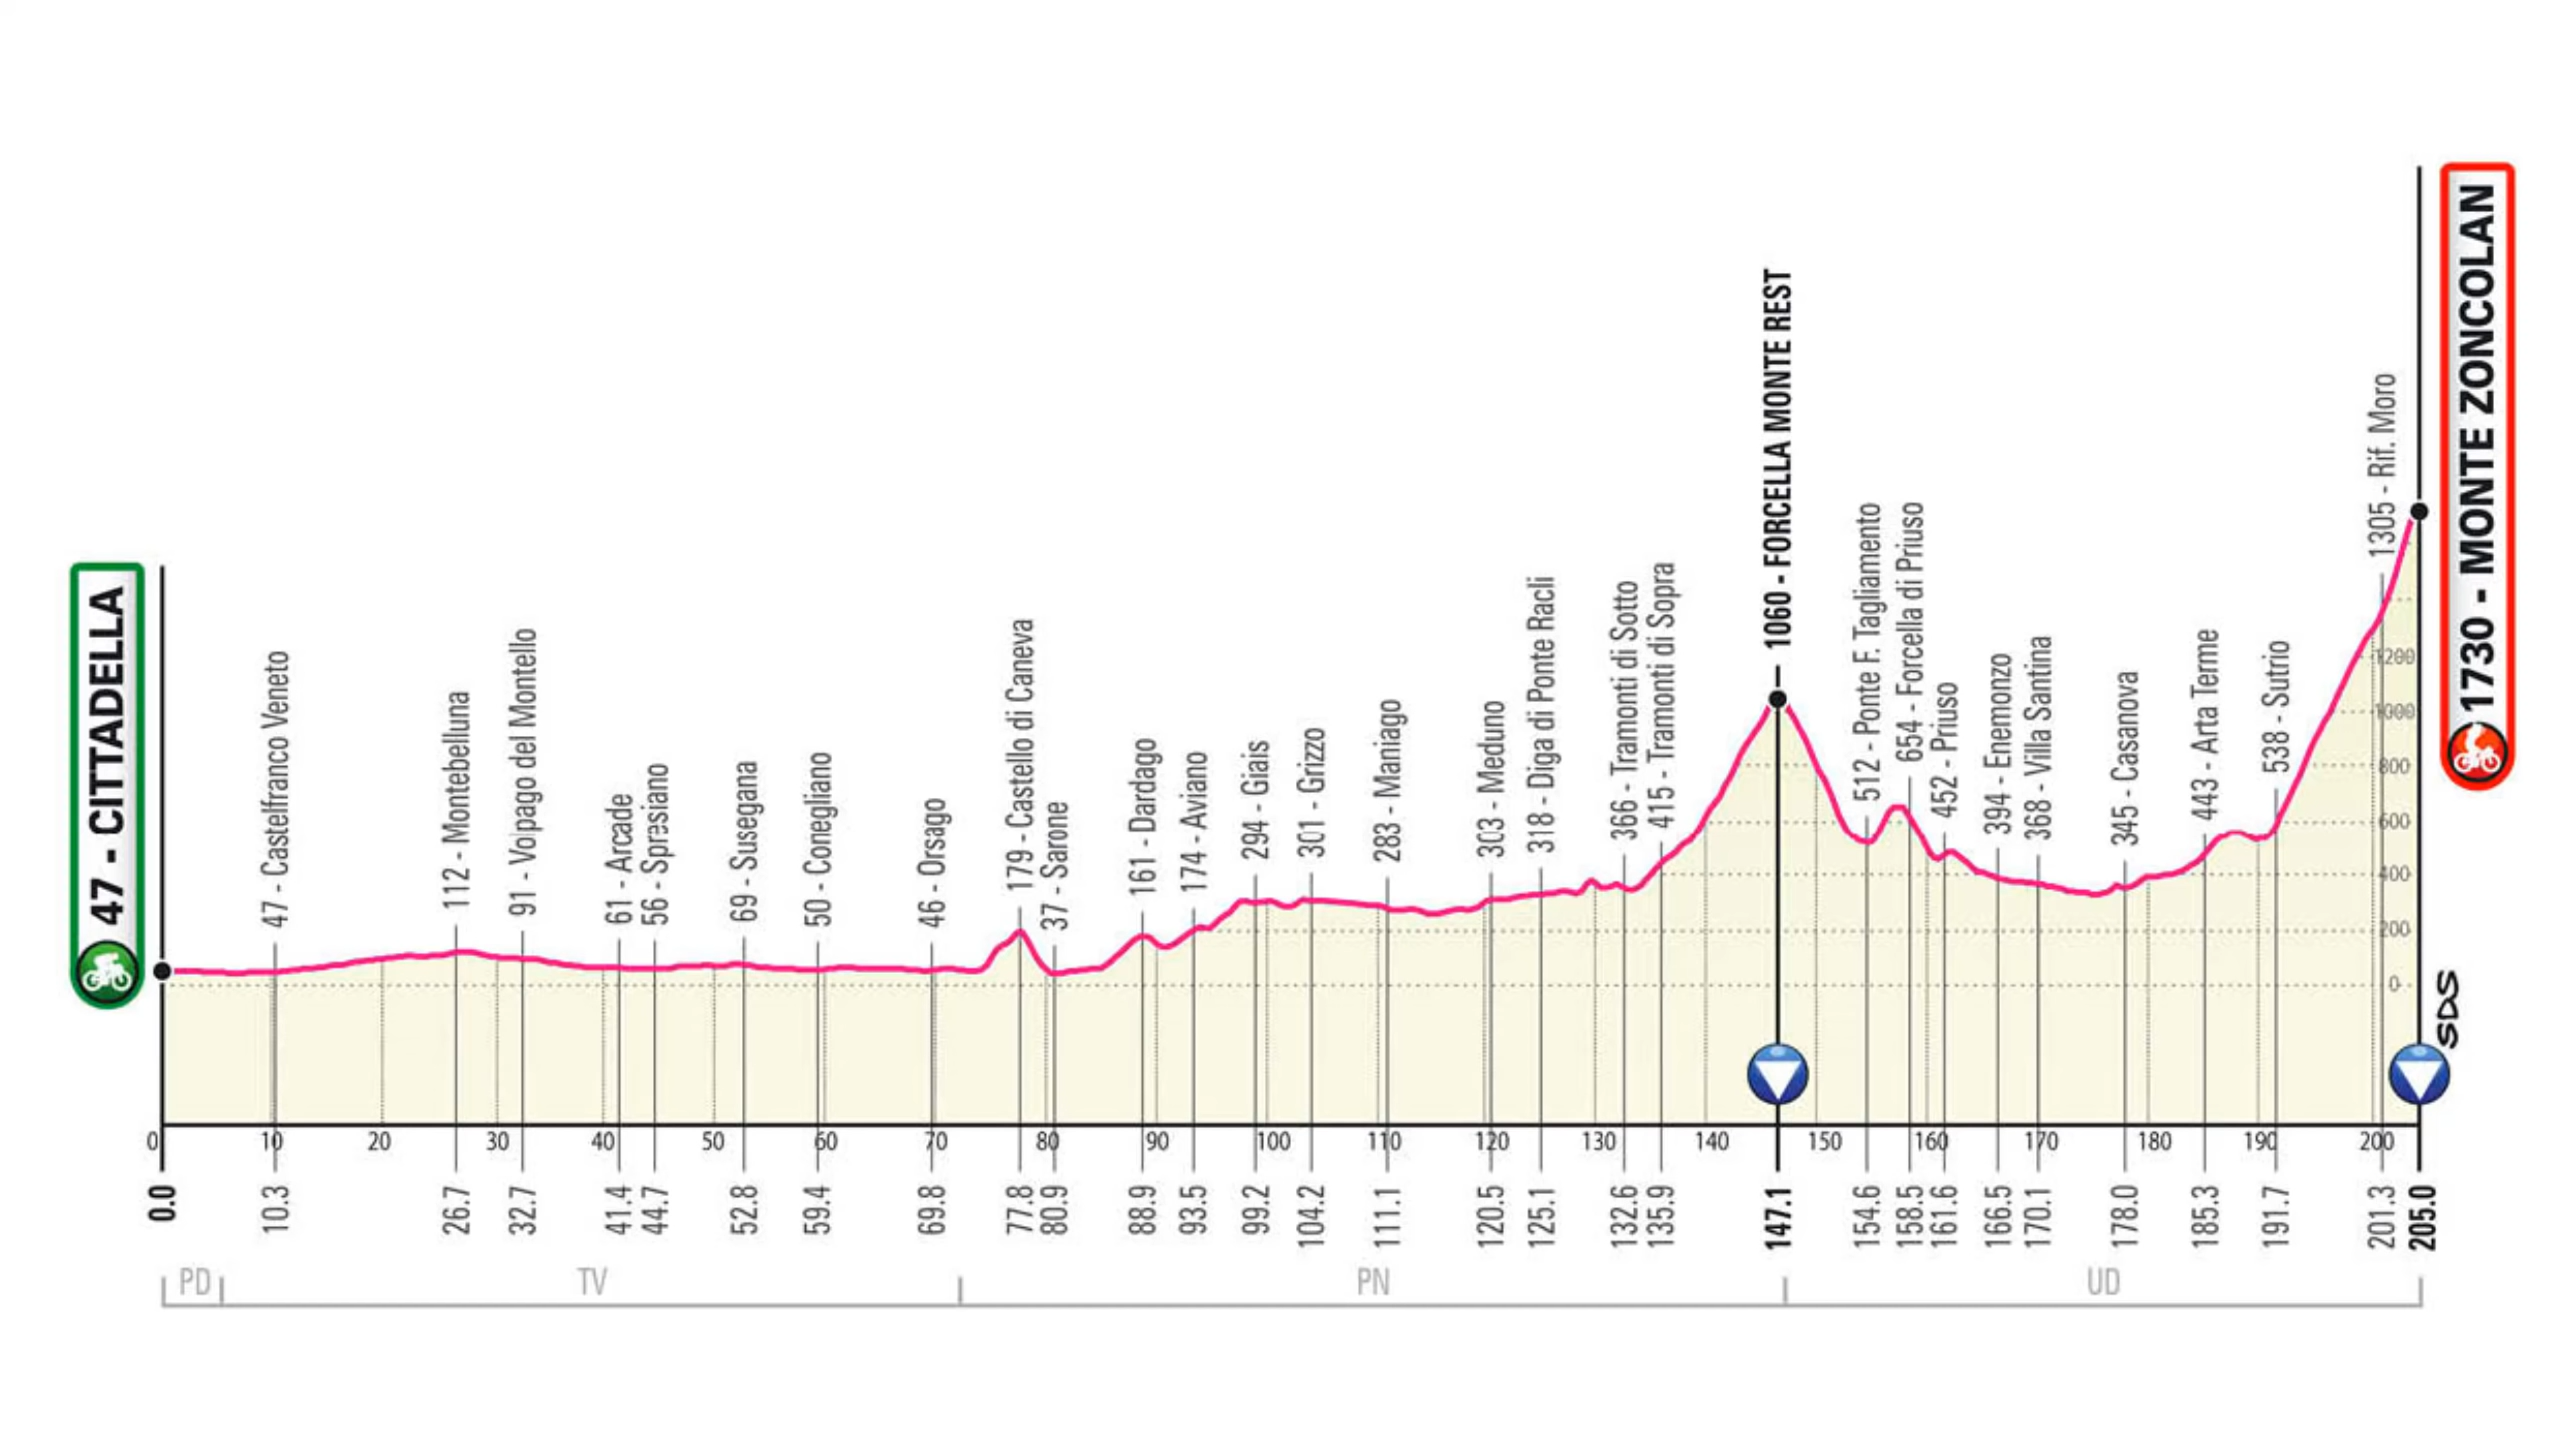 47 - CITTADELLA
47 - Castelfranco Veneto
112 - Montebelluna
91 - Volpago del Montello
61 - Arcade
56 - Spresiano
69 - Susegana
50 - Conegliano
46 - Orsago
179 - Castello di Caneva
37 - Sarone
161 - Dardago
174 - Aviano
294 - Giais
301 - Grizzo
283 - Maniago
303 - Meduno
318 - Diga di Ponte Racli
366 - Tramonti di Sotto
415 - Tramonti di Sopra
1060 - FORCELLA MONTE REST
512 - Ponte F. Tagliamento
654 - Forcella di Priuso
452 - Priuso
394 - Enemonzo
368 - Villa Santina
345 - Casanova
443 - Arta Terme
538 - Sutrio
1305 - Rif. Moro
1730 - MONTE ZONCOLAN
1200
1000
800
600
400
200
0
SDS
0 10 20 30 40 50 60 70 80 90 100 110 120 130 140 150 160 170 180 190 200
0.0 10.3 26.7 32.7 41.4 44.7 52.8 59.4 69.8 77.8 80.9 88.9 93.5 99.2 104.2 111.1 120.5 125.1 132.6 135.9 147.1 154.6 158.5 161.6 166.5 170.1 178.0 185.3 191.7 201.3 205.0
PD TV PN UD